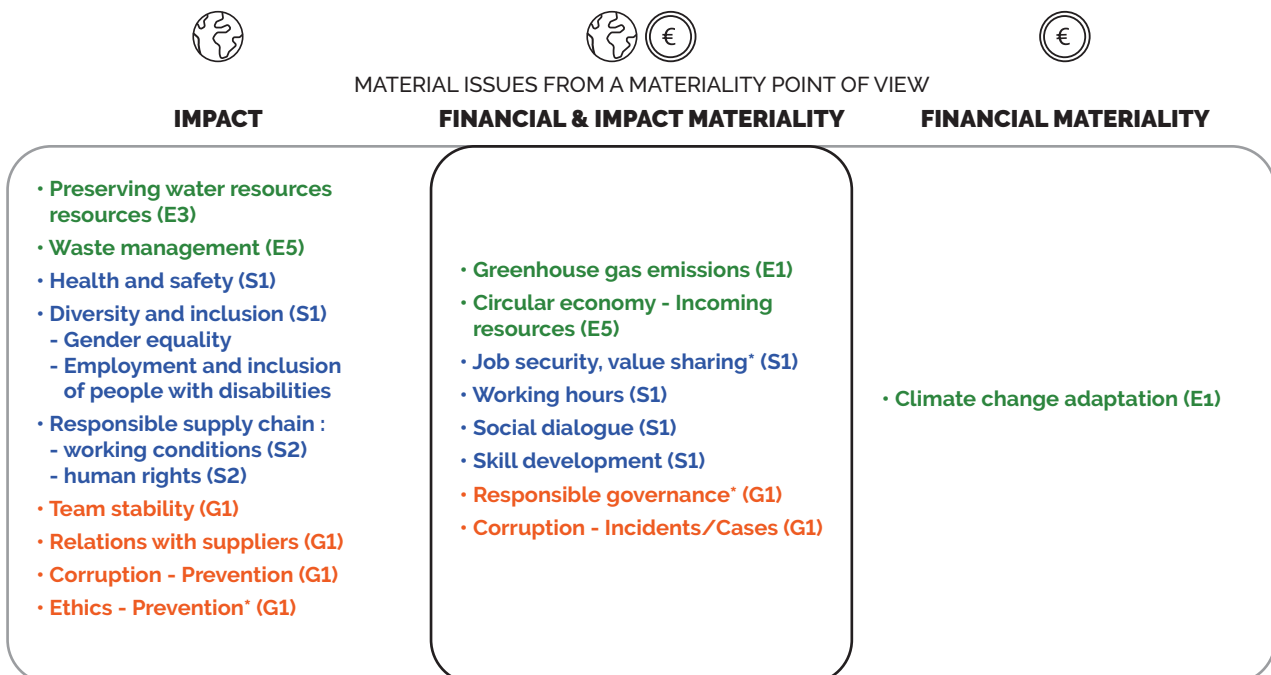 €
€
MATERIAL ISSUES FROM A MATERIALITY POINT OF VIEW
IMPACT
FINANCIAL & IMPACT MATERIALITY
FINANCIAL MATERIALITY
• Preserving water resources
resources (E3)
• Waste management (E5)
• Health and safety (S1)
• Diversity and inclusion (S1)
- Gender equality
- Employment and inclusion
of people with disabilities
• Responsible supply chain :
- working conditions (S2)
- human rights (S2)
• Team stability (G1)
• Relations with suppliers (G1)
• Corruption - Prevention (G1)
• Ethics - Prevention* (G1)
• Greenhouse gas emissions (E1)
• Circular economy - Incoming
resources (E5)
• Job security, value sharing* (S1)
• Working hours (S1)
• Social dialogue (S1)
• Skill development (S1)
• Responsible governance* (G1)
• Corruption - Incidents/Cases (G1)
• Climate change adaptation (E1)